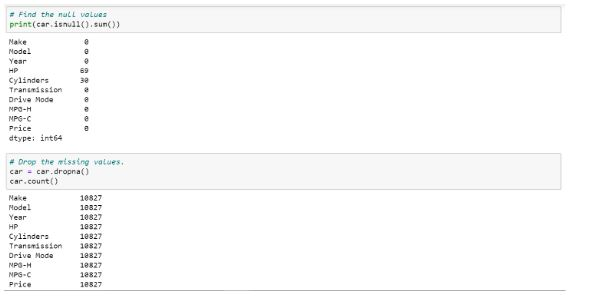 # Find the null values
print(car.isnull().sum())
Make 0
Model 0
Year 0
HP 69
Cylinders 30
Transmission 0
Drive Mode 0
MPG-H 0
MPG-C 0
Price 0
dtype: int64
# Drop the missing values.
car = car.dropna()
car.count()
Make 10827
Model 10827
Year 10827
HP 10827
Cylinders 10827
Transmission 10827
Drive Mode 10827
MPG-H 10827
MPG-C 10827
Price 10827